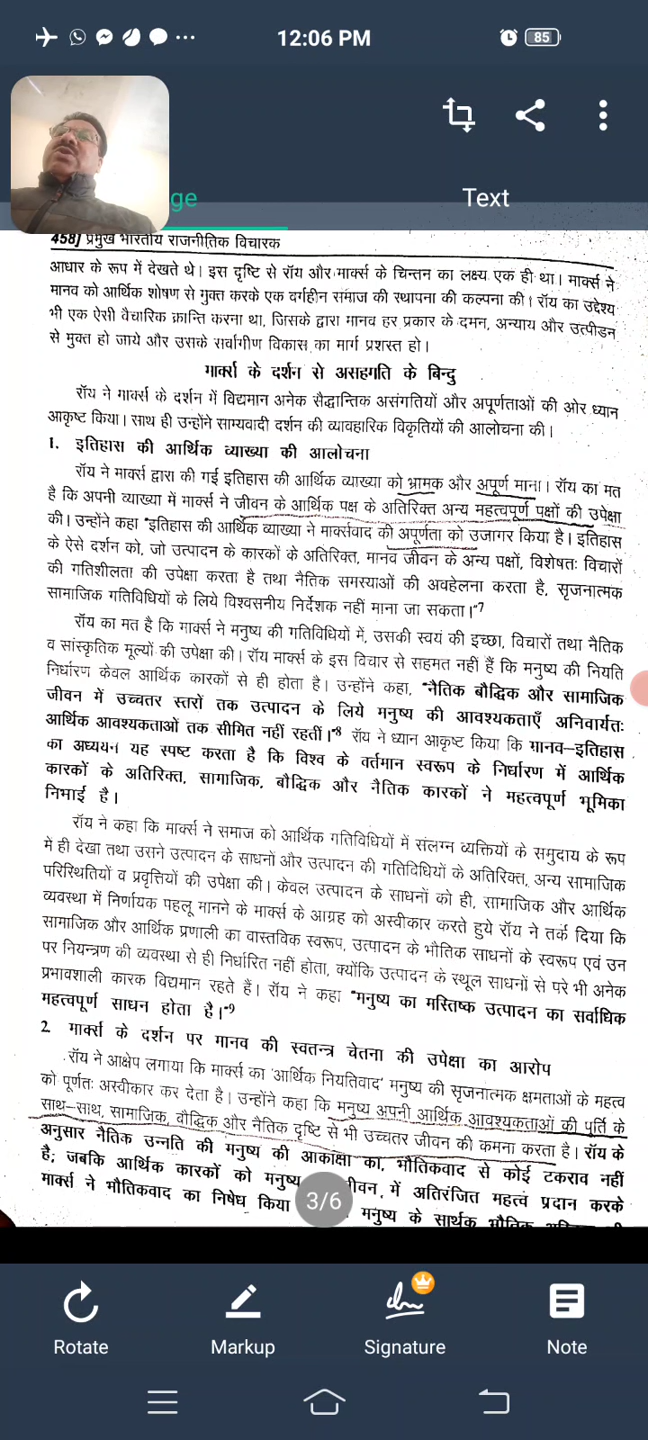 12:06 PM
85
ge
Text
458] प्रमुख भारतीय राजनीतिक विचारक
आधार के रूप में देखते थे। इस दृष्टि से रॉय और मार्क्स के चिन्तन का लक्ष्य एक ही था। मार्क्स ने
मानव को आर्थिक शोषण से मुक्त करके एक वर्गहीन समाज की स्थापना की कल्पना की। रॉय का उद्देश्य
भी एक ऐसी वैचारिक क्रान्ति करना था, जिसके द्वारा मानव हर प्रकार के दमन, अन्याय और उत्पीडन
से मुक्त हो जाये और उसके सर्वागीण विकास का मार्ग प्रशस्त हो।
मार्क्स के दर्शन से असहगति के बिन्दु
रॉय ने मार्क्स के दर्शन में विद्यमान अनेक सैद्धान्तिक असंगतियों और अपूर्णताओं की ओर ध्यान
आकृष्ट किया। साथ ही उन्होंने साम्यवादी दर्शन की व्यावहारिक विकृतियों की आलोचना की।
1. इतिहास की आर्थिक व्याख्या की आलोचना
रॉय ने मार्क्स द्वारा की गई इतिहास की आर्थिक व्याख्या को भ्रामक और अपूर्ण माना। रॉय का मत
है कि अपनी व्याख्या में मार्क्स ने जीवन के आर्थिक पक्ष के अतिरिक्त अन्य महत्वपूर्ण पक्षों की उपेक्षा
की। उन्होंने कहा "इतिहास की आर्थिक व्याख्या ने मार्क्सवाद की अपूर्णता को उजागर किया है। इतिहास
के ऐसे दर्शन को, जो उत्पादन के कारकों के अतिरिक्त, मानव जीवन के अन्य पक्षों, विशेषतः विचारों
की गतिशीलता की उपेक्षा करता है तथा नैतिक समस्याओं की अवहेलना करता है, सृजनात्मक
सामाजिक गतिविधियों के लिये विश्वसनीय निर्देशक नहीं माना जा सकता।"7
रॉय का मत है कि मार्क्स ने मनुष्य की गतिविधियों में, उसकी स्वयं की इच्छा, विचारों तथा नैतिक
व सांस्कृतिक मूल्यों की उपेक्षा की। रॉय मार्क्स के इस विचार से सहमत नहीं हैं कि मनुष्य की नियति
निर्धारण केवल आर्थिक कारकों से ही होता है। उन्होंने कहा, "नैतिक बौद्धिक और सामाजिक
जीवन में उच्चतर स्तरों तक उत्पादन के लिये मनुष्य की आवश्यकताएँ अनिवार्यतः
आर्थिक आवश्यकताओं तक सीमित नहीं रहतीं।"8 रॉय ने ध्यान आकृष्ट किया कि मानव-इतिहास
का अध्ययन यह स्पष्ट करता है कि विश्व के वर्तमान स्वरूप के निर्धारण में आर्थिक
कारकों के अतिरिक्त, सागाजिक, बौद्धिक और नैतिक कारकों ने महत्वपूर्ण भूमिका
निभाई है।
रॉय ने कहा कि मार्क्स ने समाज को आर्थिक गतिविधियों में संलग्न व्यक्तियों के समुदाय के रूप
में ही देखा तथा उसने उत्पादन के साधनों और उत्पादन की गतिविधियों के अतिरिक्त, अन्य सामाजिक
परिस्थितियों व प्रवृत्तियों की उपेक्षा की। केवल उत्पादन के साधनों को ही, सामाजिक और आर्थिक
व्यवस्था में निर्णायक पहलू मानने के मार्क्स के आग्रह को अस्वीकार करते हुये रॉय ने तर्क दिया कि
सामाजिक और आर्थिक प्रणाली का वास्तविक स्वरूप, उत्पादन के भौतिक साधनों के स्वरूप एवं उन
पर नियन्त्रण की व्यवस्था से ही निर्धारित नहीं होता, क्योंकि उत्पादन के स्थूल साधनों से परे भी अनेक
प्रभावशाली कारक विद्यमान रहते हैं। रॉय ने कहा "मनुष्य का मस्तिष्क उत्पादन का सर्वाधिक
महत्वपूर्ण साधन होता है।"9
2. मार्क्स के दर्शन पर मानव की स्वतन्त्र चेतना की उपेक्षा का आरोप
रॉय ने आक्षेप लगाया कि मार्क्स का 'आर्थिक नियतिवाद' मनुष्य की सृजनात्मक क्षमताओं के महत्व
को पूर्णतः अस्वीकार कर देता है। उन्होंने कहा कि मनुष्य अपनी आर्थिक आवश्यकताओं की पूर्ति के
साथ-साथ, सामाजिक, बौद्धिक और नैतिक दृष्टि से भी उच्चतर जीवन की कमना करता है। रॉय के
अनुसार नैतिक उन्नति की मनुष्य की आकांक्षा का, भौतिकवाद से कोई टकराव नहीं
है; जबकि आर्थिक कारकों को मनुष्य जीवन में अतिरंजित महत्व प्रदान करके
मार्क्स ने भौतिकवाद का निषेध किया मनुष्य के सार्थक भौतिक
3/6
Rotate
Markup
Signature
Note